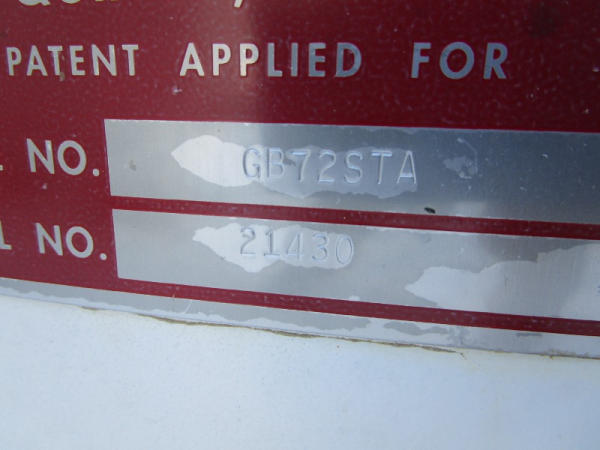 PATENT APPLIED FOR
L NO. GB72STA
L NO. 21430